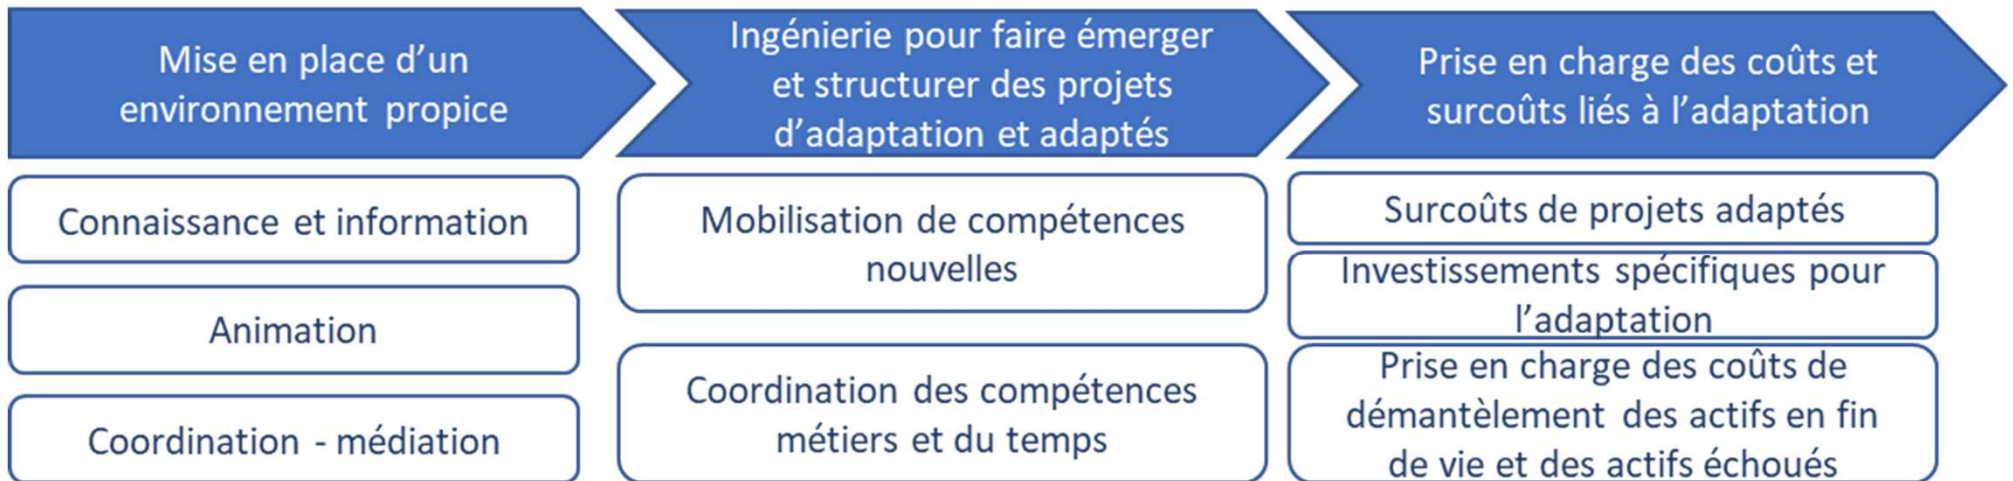 Mise en place d’un
environnement propice
Connaissance et information
Animation
Coordination - médiation
Ingénierie pour faire émerger
et structurer des projets
d’adaptation et adaptés
Mobilisation de compétences
nouvelles
Coordination des compétences
métiers et du temps
Prise en charge des coûts et
surcoûts liés à l’adaptation
Surcoûts de projets adaptés
Investissements spécifiques pour
l’adaptation
Prise en charge des coûts de
démantèlement des actifs en fin
de vie et des actifs échoués